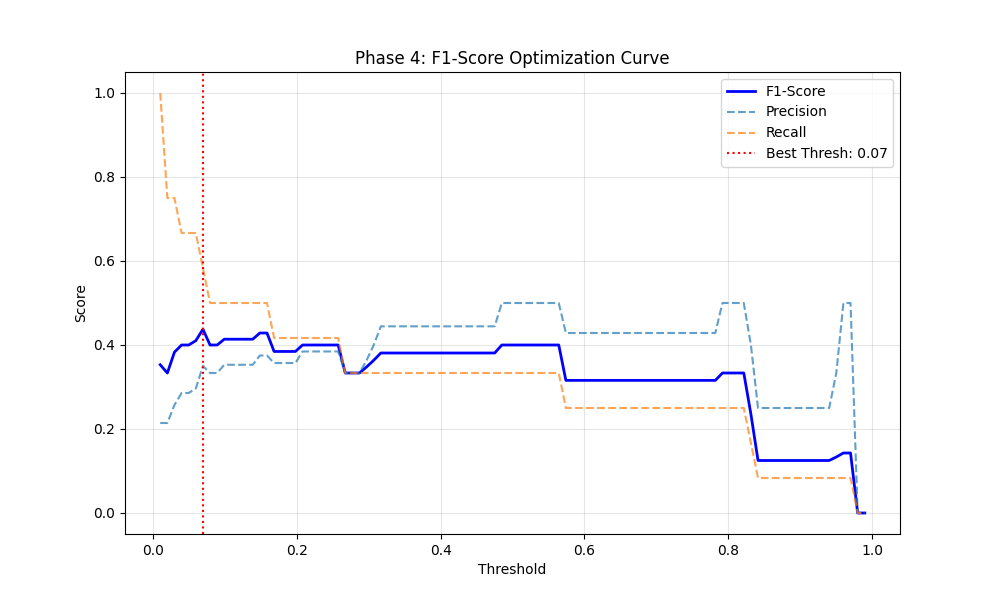 Phase 4: F1-Score Optimization Curve
F1-Score
Precision
Recall
Best Thresh: 0.07
Score
1.0
0.8
0.6
0.4
0.2
0.0
0.0 0.2 0.4 0.6 0.8 1.0
Threshold